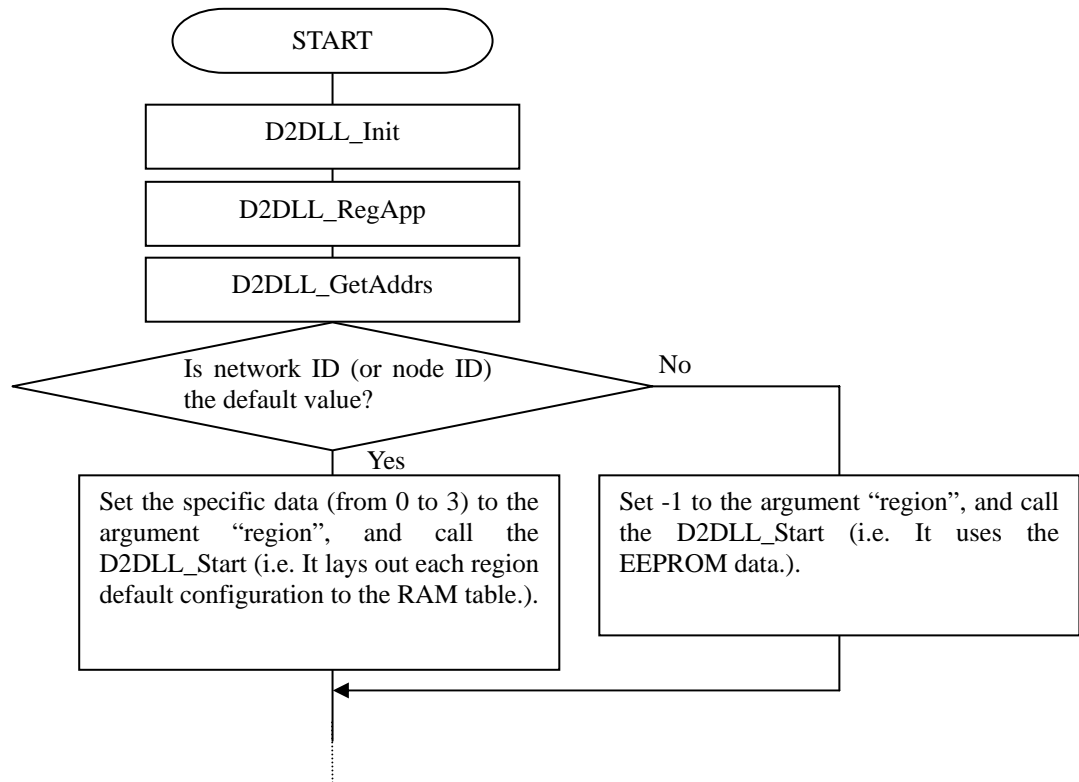 START
D2DLL_Init
D2DLL_RegApp
D2DLL_GetAddrs
Is network ID (or node ID)
the default value?
No
Yes
Set the specific data (from 0 to 3) to the
argument “region”, and call the
D2DLL_Start (i.e. It lays out each region
default configuration to the RAM table.).
Set -1 to the argument “region”, and call
the D2DLL_Start (i.e. It uses the
EEPROM data.).